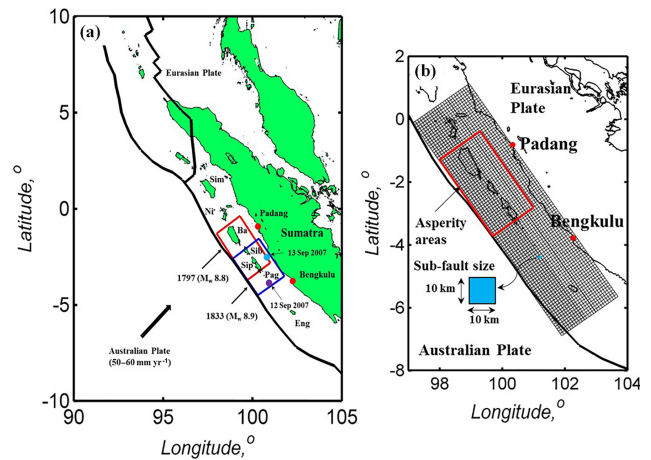 (a)
10
5
0
−5
−10
90
95
100
105
Latitude,°
Longitude,°
Eurasian Plate
Sim
Ni
Padang
Ba
Sumatra
Sib
13 Sep 2007
Sip
1797 (Mw 8.8)
Pag
Bengkulu
12 Sep 2007
1833 (Mw 8.9)
Eng
Australian Plate
(50–60 mm yr⁻¹)
(b)
2
0
−2
−4
−6
−8
98
100
102
104
Latitude,°
Longitude,°
Eurasian
Plate
Padang
Asperity
areas
Bengkulu
Sub-fault size
10 km
10 km
Australian Plate